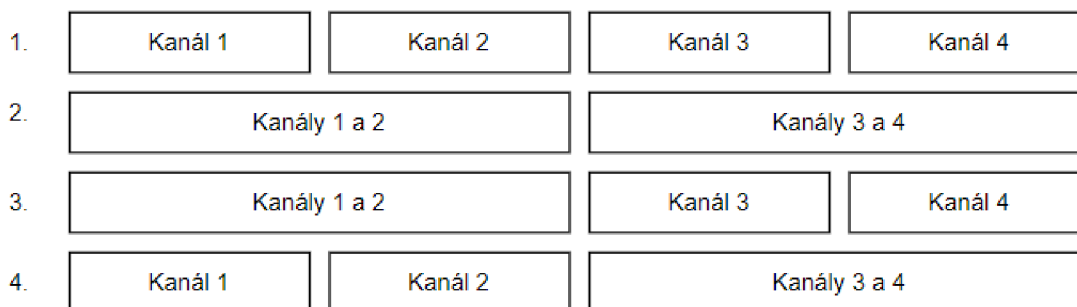 1. Kanál 1 Kanál 2 Kanál 3 Kanál 4
2. Kanály 1 a 2 Kanály 3 a 4
3. Kanály 1 a 2 Kanál 3 Kanál 4
4. Kanál 1 Kanál 2 Kanály 3 a 4